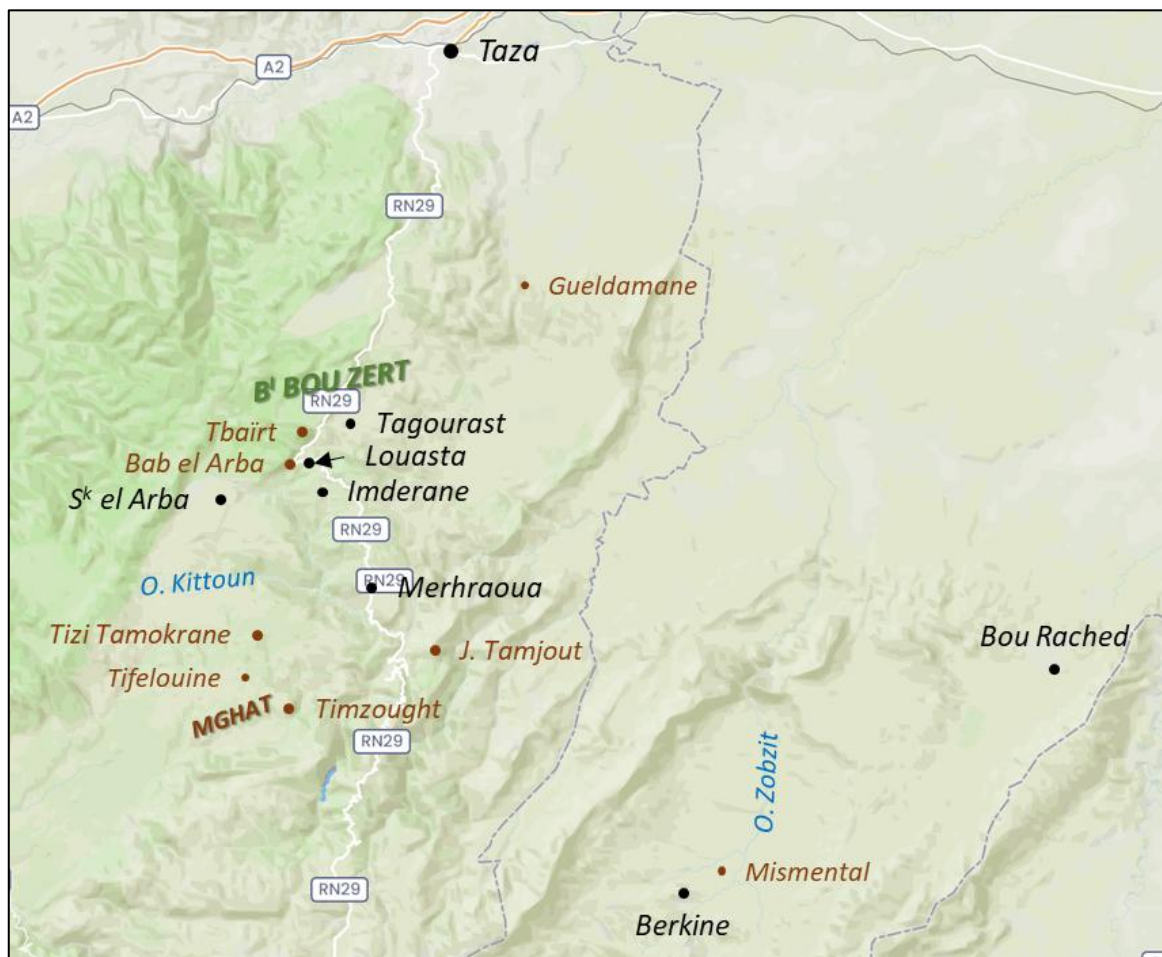 Taza
A2
A2
RN29
Gueldamane
Bˡ BOU ZERT
RN29
Tbaïrt
Tagourast
Bab el Arba
Louasta
Sᵏ el Arba
Imderane
RN29
O. Kittoun
RN29
Merhraoua
Tizi Tamokrane
J. Tamjout
Bou Rached
Tifelouine
MGHAT
Timzought
RN29
O. Zobzit
Mismental
RN29
Berkine